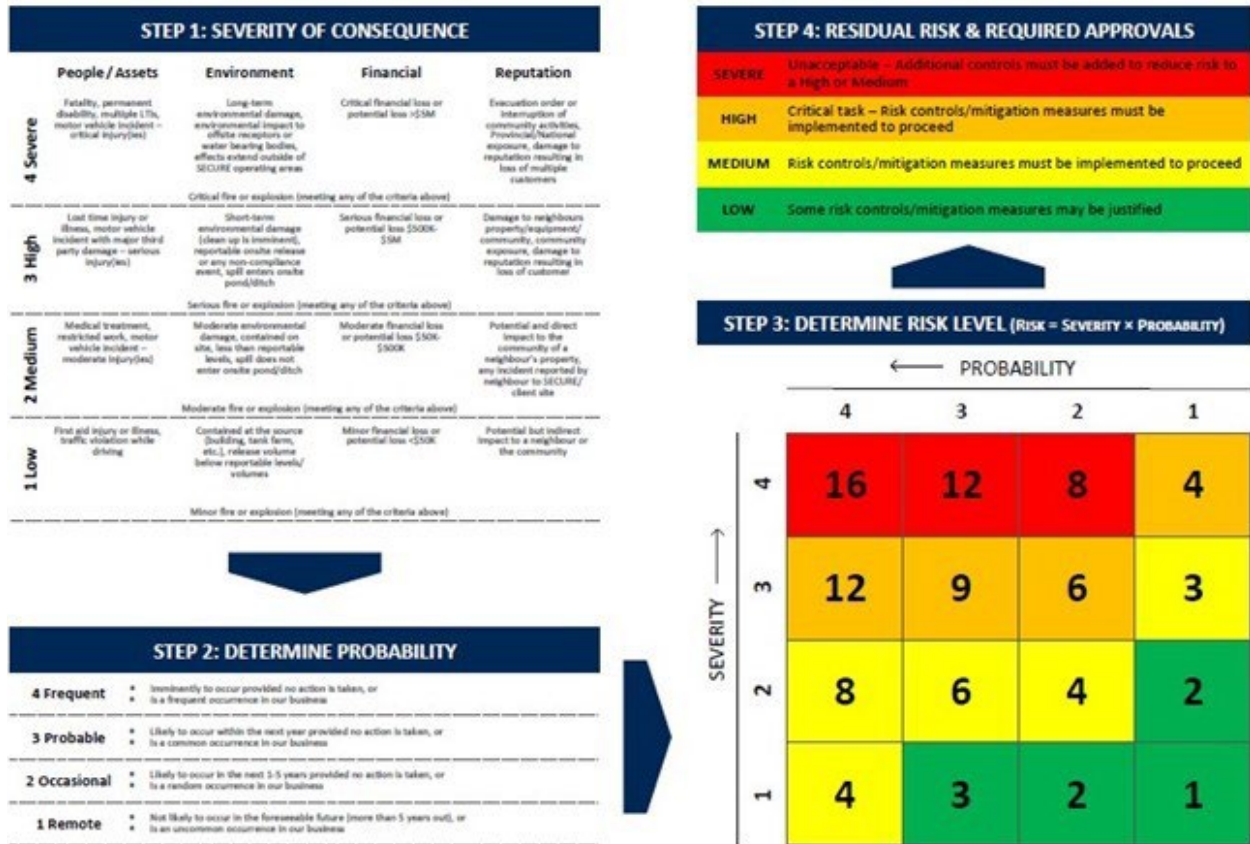 STEP 1: SEVERITY OF CONSEQUENCE
People / Assets
Environment
Financial
Reputation
4 Severe
Fatality, permanent
disability, multiple LTIs,
motor vehicle incident –
critical injury(ies)
Long-term
environmental damage,
environmental impact to
offsite receptors or
water bearing bodies,
effects extend outside of
SECURE operating areas
Critical financial loss or
potential loss >$5M
Evacuation order or
interruption of
community activities,
Provincial/National
exposure, damage to
reputation resulting in
loss of multiple
customers
Critical fire or explosion (meeting any of the criteria above)
3 High
Lost time injury or
illness, motor vehicle
incident with major third
party damage – serious
injury(ies)
Short-term
environmental damage
(clean up is imminent),
reportable onsite release
or any non-compliance
event, spill enters onsite
pond/ditch
Serious financial loss or
potential loss $500K-
$5M
Damage to neighbours
property/equipment/
community, community
exposure, damage to
reputation resulting in
loss of customer
Serious fire or explosion (meeting any of the criteria above)
2 Medium
Medical treatment,
restricted work, motor
vehicle incident –
moderate injury(ies)
Moderate environmental
damage, contained on
site, less than reportable
levels, spill does not
enter onsite pond/ditch
Moderate financial loss
or potential loss $50K-
$500K
Potential and direct
impact to the
community of a
neighbour's property,
any incident reported by
neighbour to SECURE/
client site
Moderate fire or explosion (meeting any of the criteria above)
1 Low
First aid injury or illness,
traffic violation while
driving
Contained at the source
(building, tank farm,
etc.), release volume
below reportable levels/
volumes
Minor financial loss or
potential loss <$50K
Potential but indirect
impact to a neighbour or
the community
Minor fire or explosion (meeting any of the criteria above)
STEP 2: DETERMINE PROBABILITY
4 Frequent
• Imminently to occur provided no action is taken, or
• Is a frequent occurrence in our business
3 Probable
• Likely to occur within the next year provided no action is taken, or
• Is a common occurrence in our business
2 Occasional
• Likely to occur in the next 1-5 years provided no action is taken, or
• Is a random occurrence in our business
1 Remote
• Not likely to occur in the foreseeable future (more than 5 years out), or
• Is an uncommon occurrence in our business
STEP 4: RESIDUAL RISK & REQUIRED APPROVALS
SEVERE
Unacceptable – Additional controls must be added to reduce risk to
a High or Medium
HIGH
Critical task – Risk controls/mitigation measures must be
implemented to proceed
MEDIUM
Risk controls/mitigation measures must be implemented to proceed
LOW
Some risk controls/mitigation measures may be justified
STEP 3: DETERMINE RISK LEVEL (RISK = SEVERITY × PROBABILITY)
← PROBABILITY
4 3 2 1
SEVERITY →
4 16 12 8 4
3 12 9 6 3
2 8 6 4 2
1 4 3 2 1